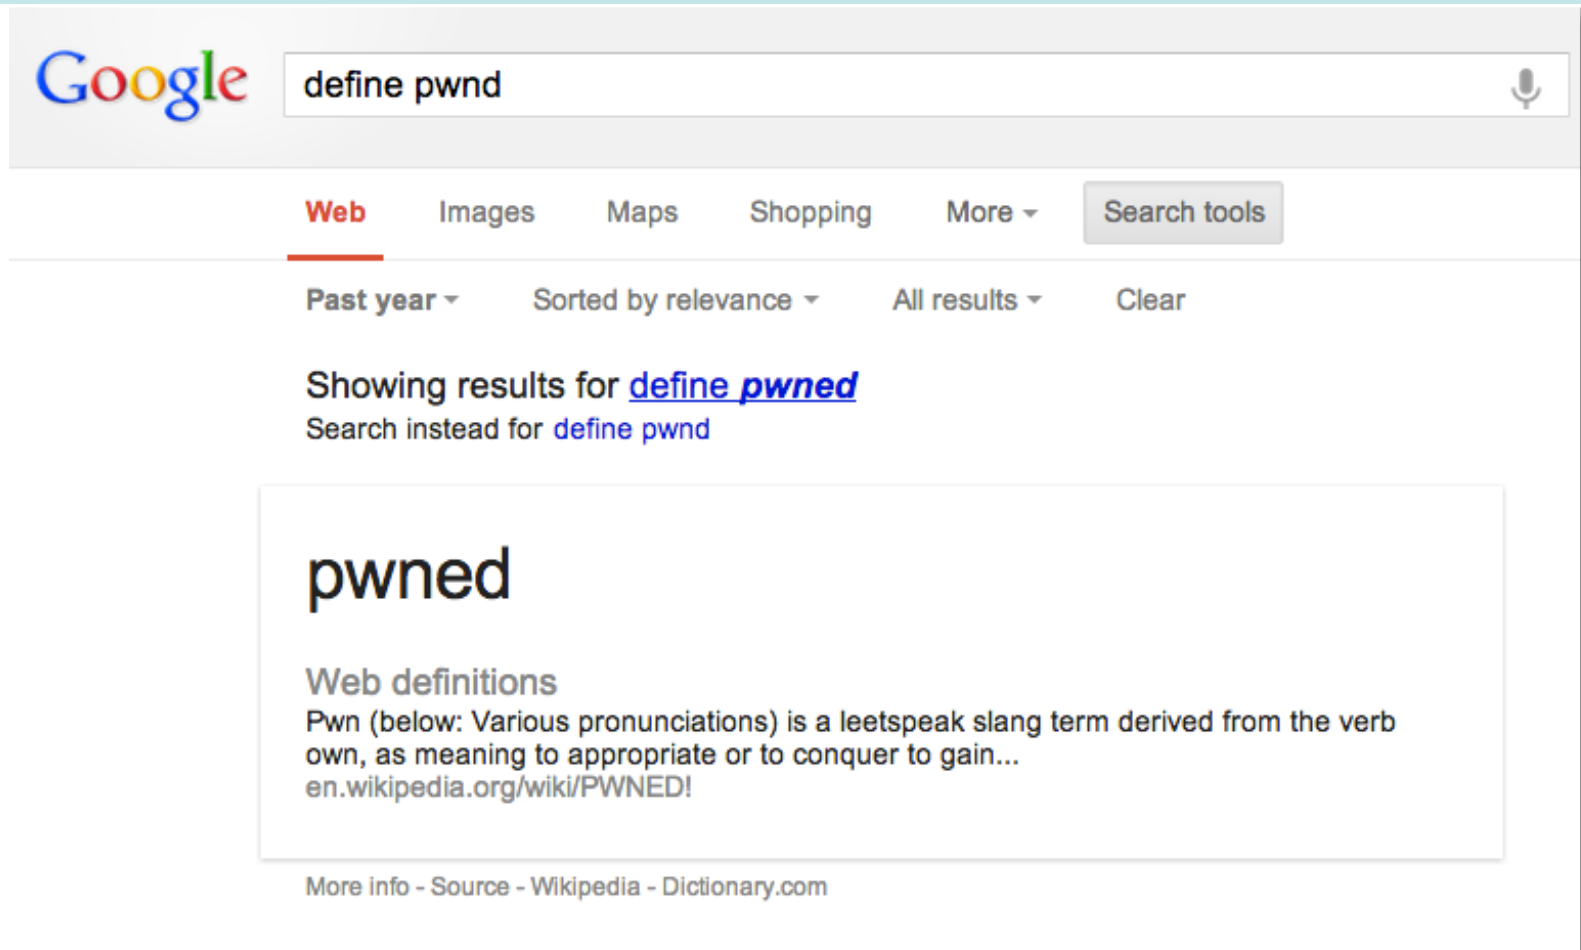 Google define pwnd
Web Images Maps Shopping More Search tools
Past year Sorted by relevance All results Clear
Showing results for define pwned
Search instead for define pwnd
pwned
Web definitions
Pwn (below: Various pronunciations) is a leetspeak slang term derived from the verb
own, as meaning to appropriate or to conquer to gain...
en.wikipedia.org/wiki/PWNED!
More info - Source - Wikipedia - Dictionary.com